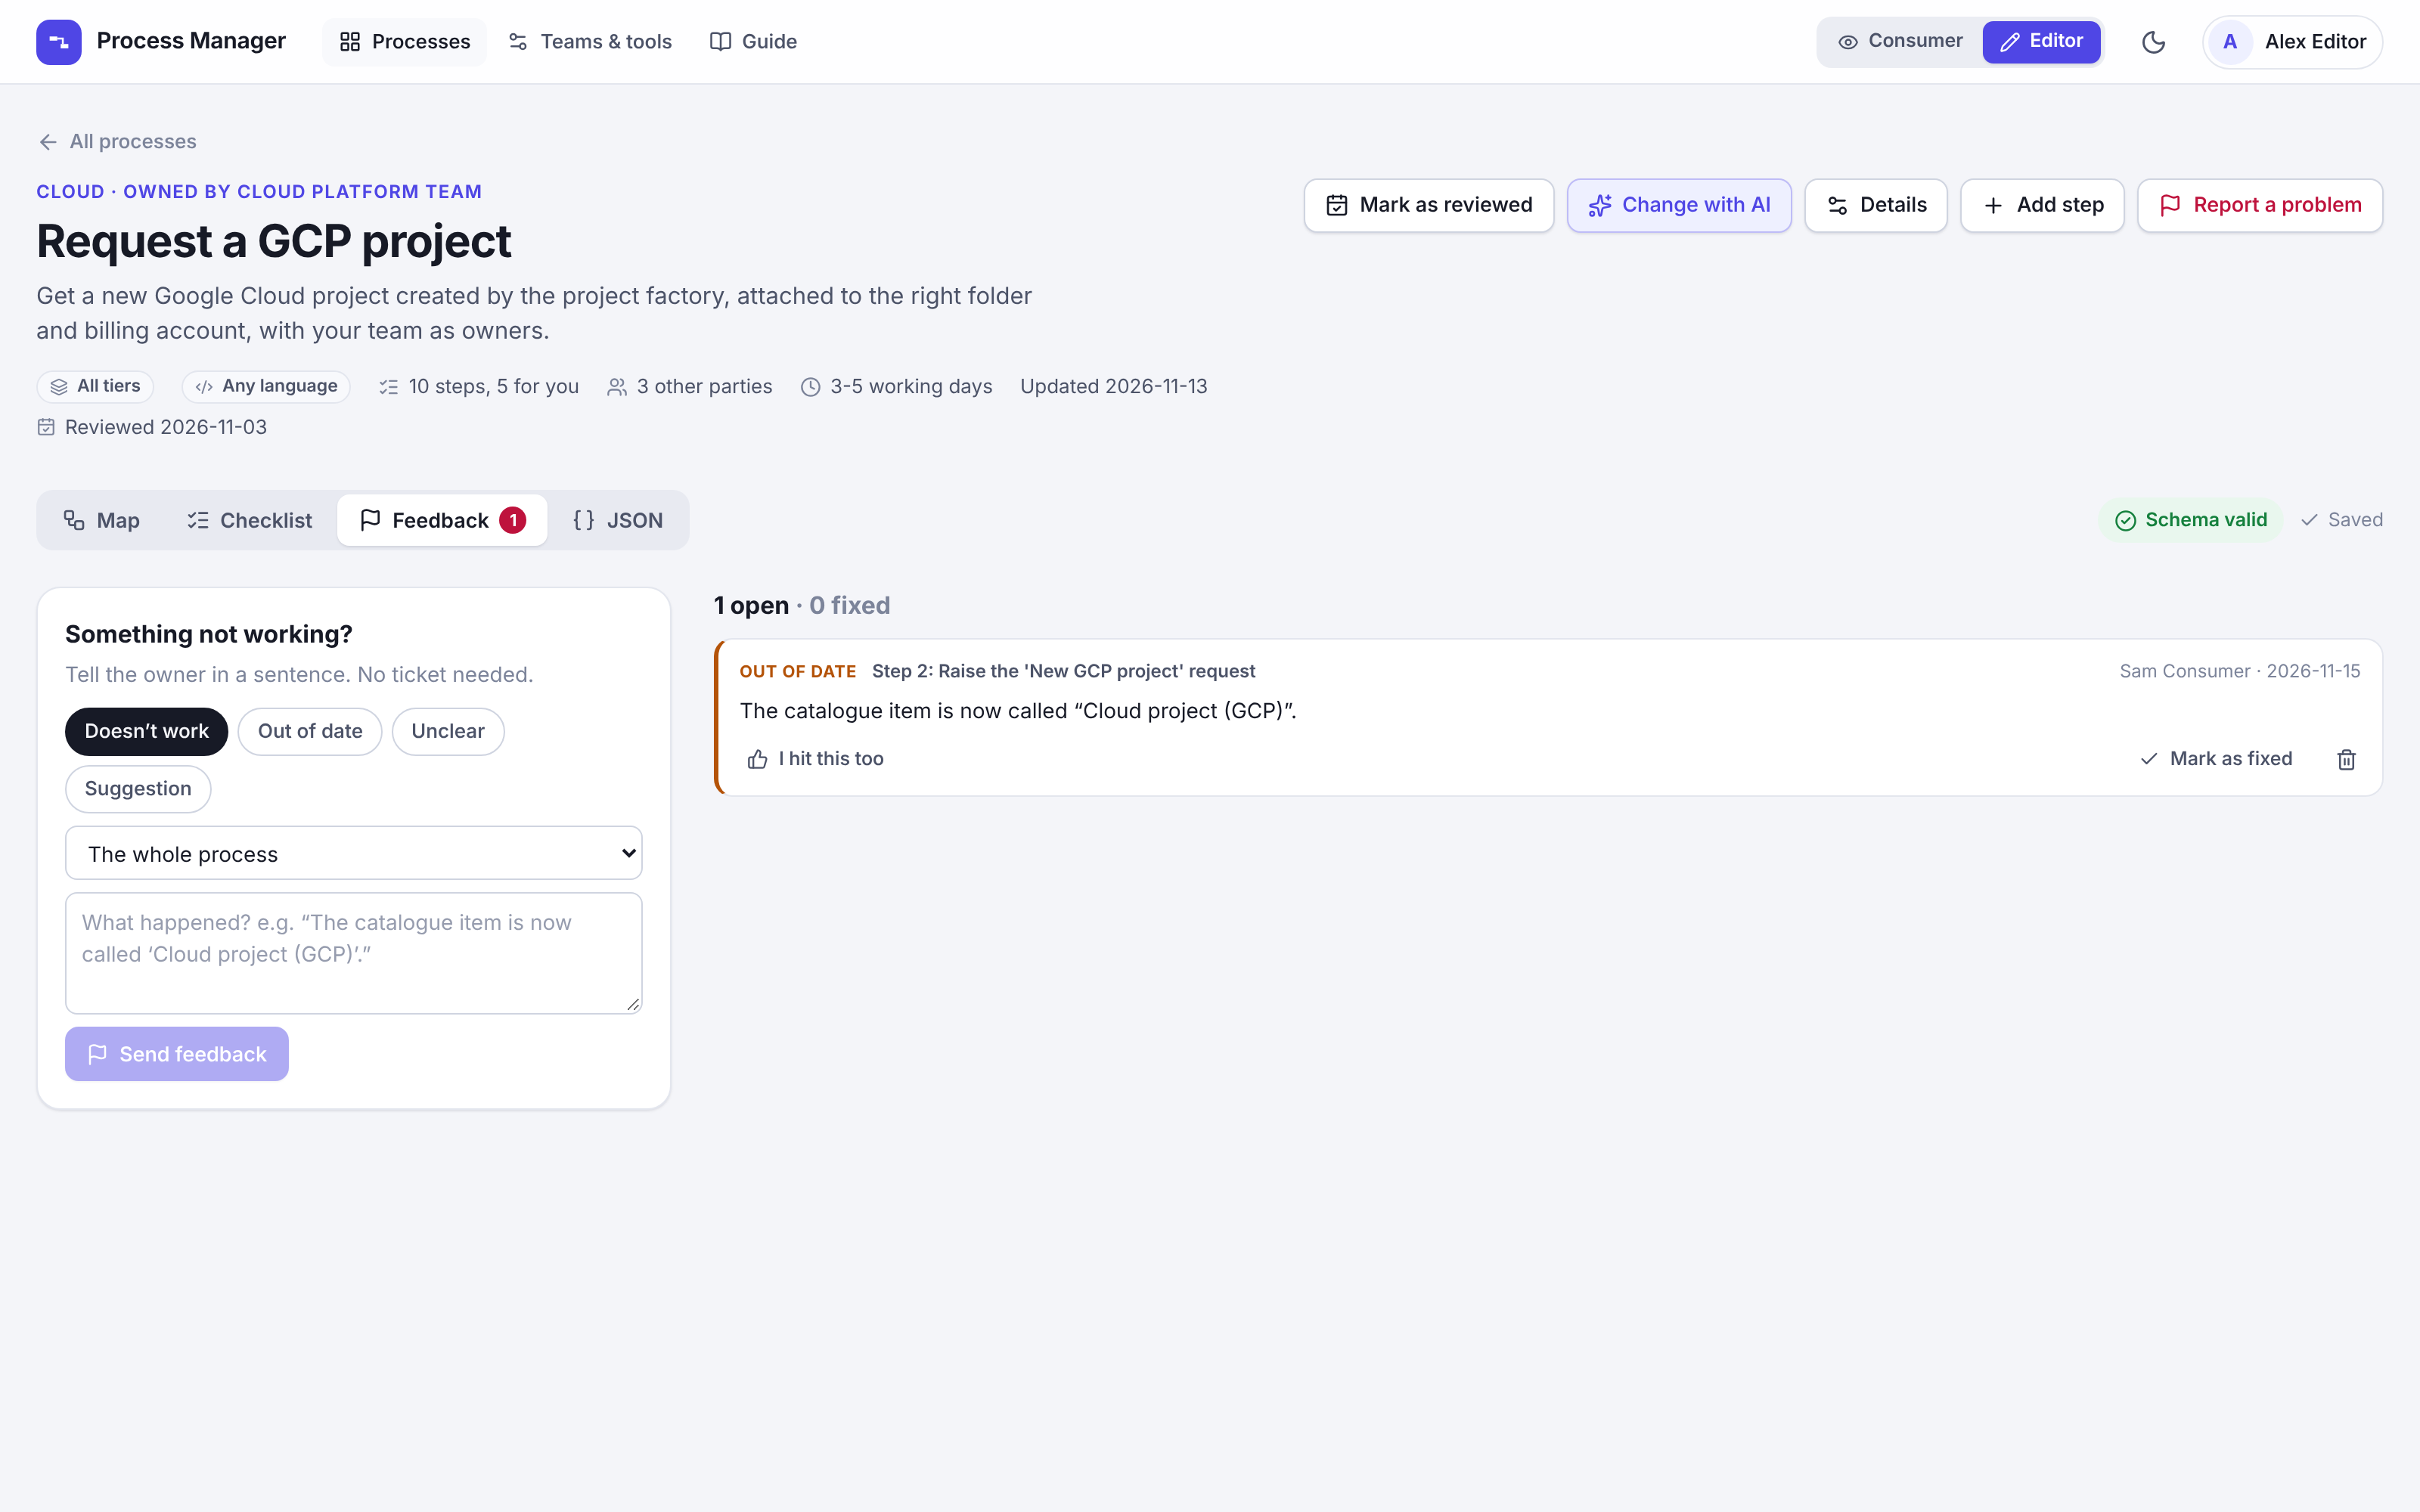 Process Manager
Processes
Teams & tools
Guide
Consumer
Editor
A
Alex Editor
All processes
CLOUD · OWNED BY CLOUD PLATFORM TEAM
Request a GCP project
Get a new Google Cloud project created by the project factory, attached to the right folder
and billing account, with your team as owners.
Mark as reviewed
Change with AI
Details
Add step
Report a problem
All tiers
Any language
10 steps, 5 for you
3 other parties
3-5 working days
Updated 2026-11-13
Reviewed 2026-11-03
Map
Checklist
Feedback 1
JSON
Schema valid
Saved
Something not working?
Tell the owner in a sentence. No ticket needed.
Doesn’t work
Out of date
Unclear
Suggestion
The whole process
What happened? e.g. “The catalogue item is now
called ‘Cloud project (GCP)’.”
Send feedback
1 open · 0 fixed
OUT OF DATE Step 2: Raise the 'New GCP project' request
Sam Consumer · 2026-11-15
The catalogue item is now called “Cloud project (GCP)”.
I hit this too
Mark as fixed